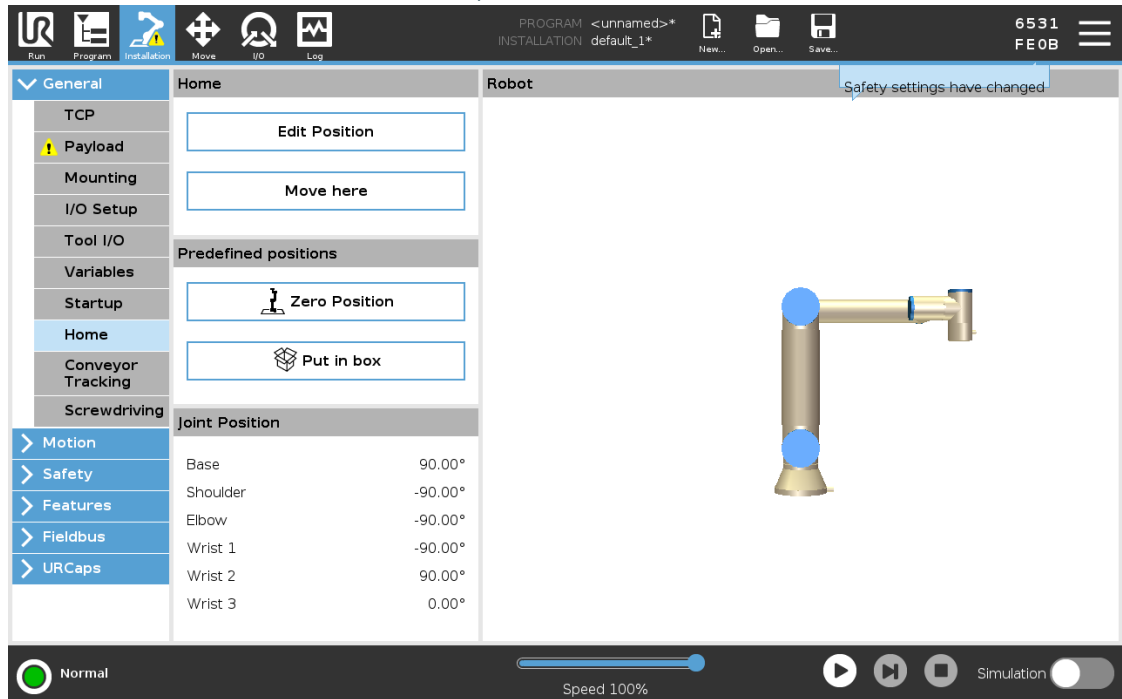 PROGRAM <unnamed>*
INSTALLATION default_1*
6531
FE0B
UR
Run
Program
Installation
Move
I/O
Log
New...
Open...
Save...
Safety settings have changed
General
TCP
Payload
Mounting
I/O Setup
Tool I/O
Variables
Startup
Home
Conveyor
Tracking
Screwdriving
Motion
Safety
Features
Fieldbus
URCaps
Home
Edit Position
Move here
Predefined positions
Zero Position
Put in box
Joint Position
Base 90.00°
Shoulder -90.00°
Elbow -90.00°
Wrist 1 -90.00°
Wrist 2 90.00°
Wrist 3 0.00°
Robot
Normal
Speed 100%
Simulation